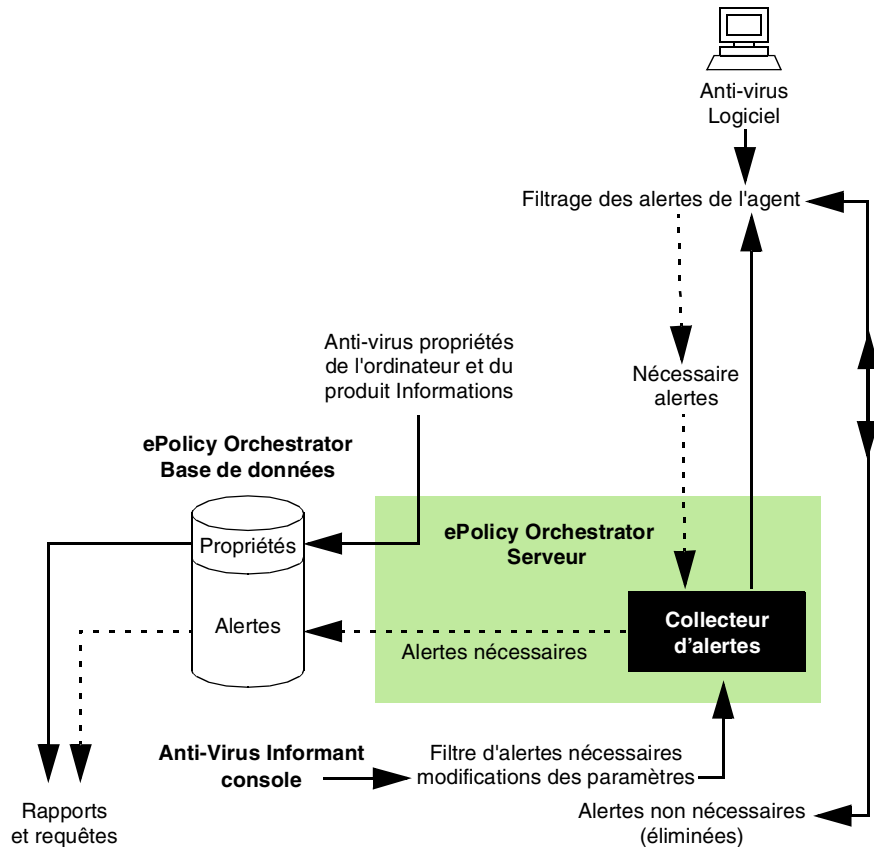 Anti-virus
Logiciel
Filtrage des alertes de l'agent
Anti-virus propriétés
de l'ordinateur et du
produit Informations
Nécessaire
alertes
ePolicy Orchestrator
Base de données
Propriétés
Alertes
ePolicy Orchestrator
Serveur
Collecteur
d’alertes
Alertes nécessaires
Anti-Virus Informant
console
Filtre d'alertes nécessaires
modifications des paramètres
Rapports
et requêtes
Alertes non nécessaires
(éliminées)